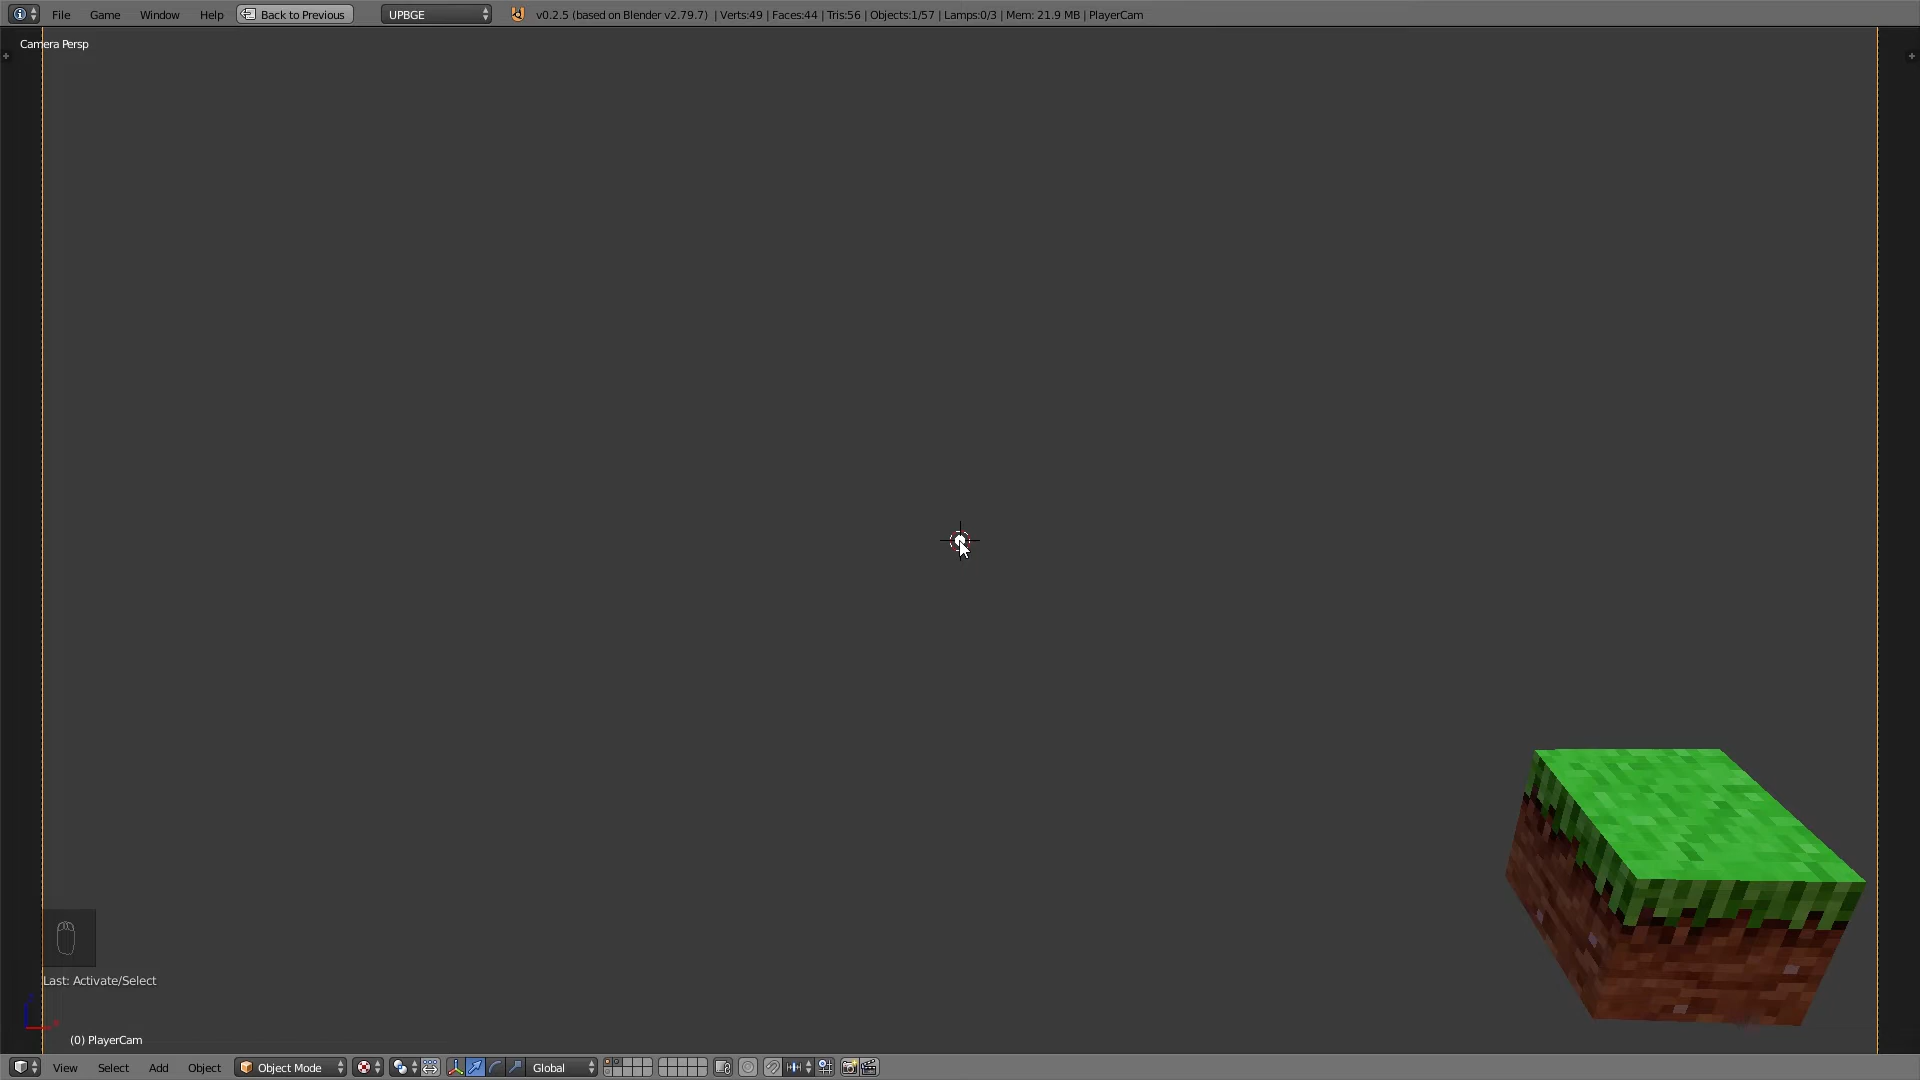 File Game Window Help Back to Previous UPBGE v0.2.5 (based on Blender v2.79.7) | Verts:49 | Faces:44 | Tris:56 | Objects:1/57 | Lamps:0/3 | Mem: 21.9 MB | PlayerCam
Camera Persp
Last: Activate/Select
(0) PlayerCam
View Select Add Object Object Mode Global